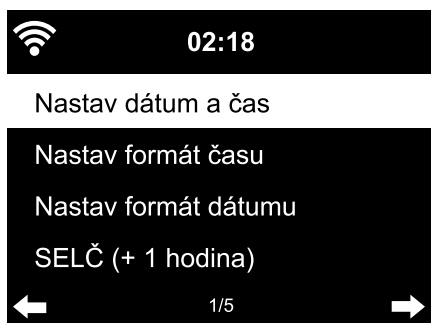 02:18
Nastav dátum a čas
Nastav formát času
Nastav formát dátumu
SELČ (+ 1 hodina)
1/5